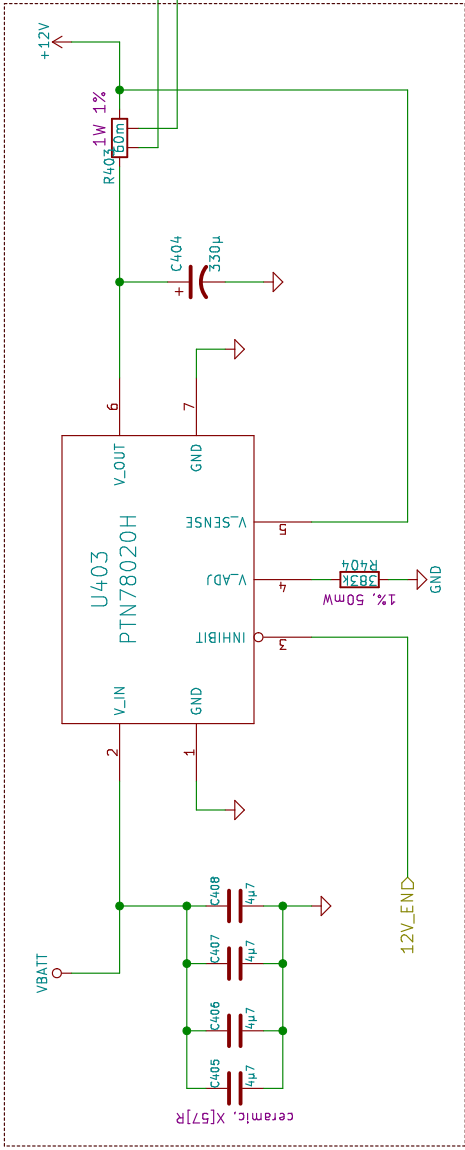 +12V
1W 1%
60m
R403
C404
330µ
+
6
7
V_OUT
GND
V_SENSE
5
U403
PTN78020H
V_ADJ
4
R404
383k
1%, 50mW
GND
INHIBIT
3
V_IN
GND
2
1
12V_EN
VBATT
C408
4µ7
C407
4µ7
C406
4µ7
C405
4µ7
ceramic, X[57]R